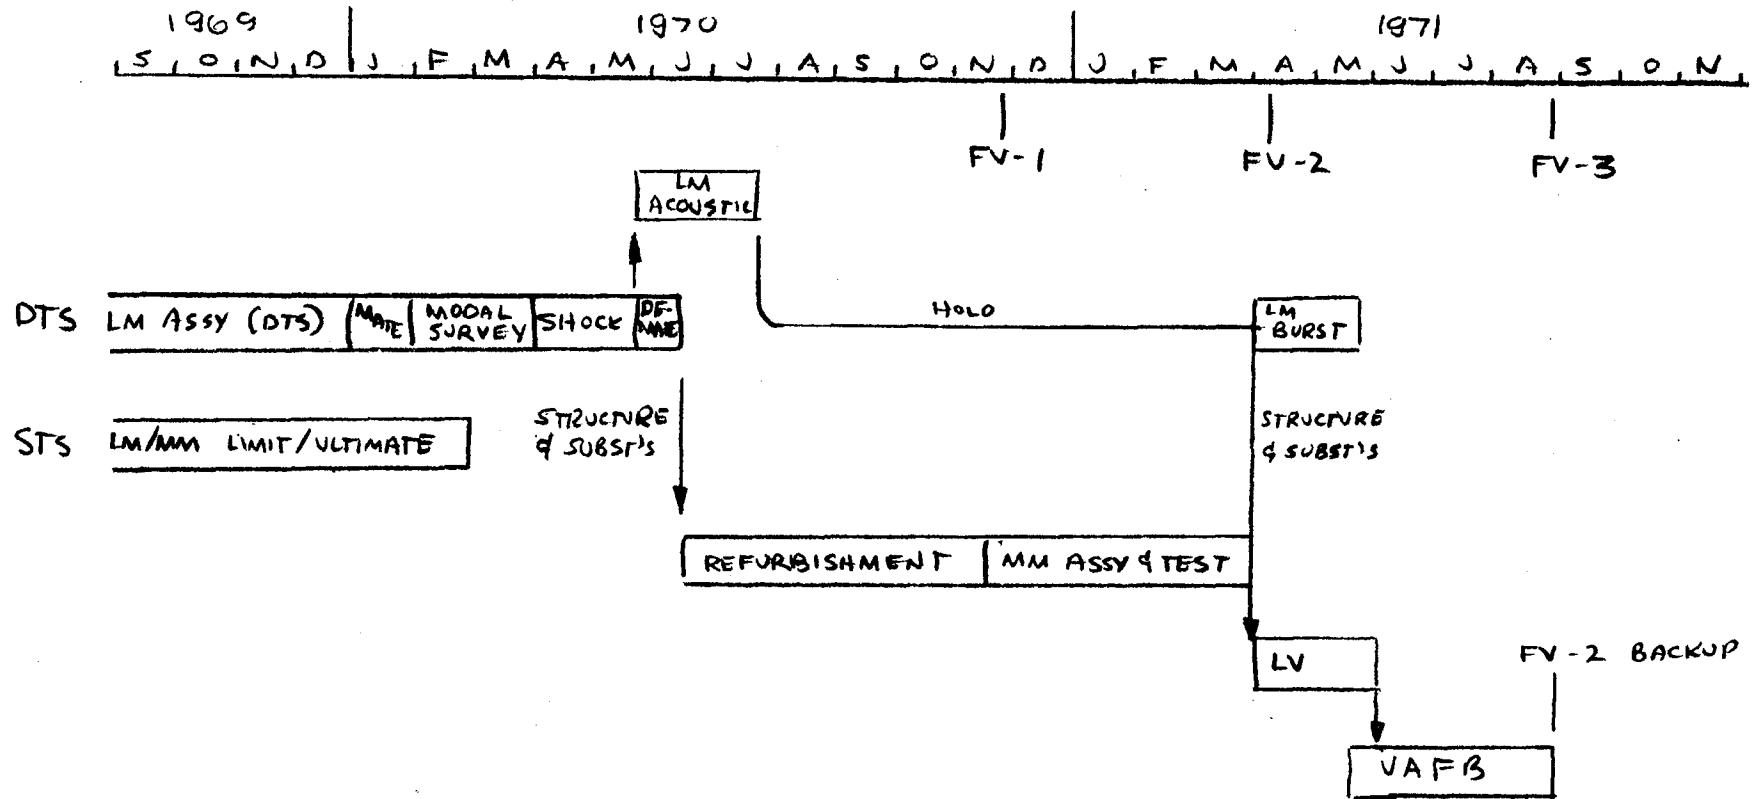 1969 1970 1971
S O N D J F M A M J J A S O N D J F M A M J J A S O N
FV-1 FV-2 FV-3
LM
ACOUSTIC
DTS LM ASSY (DTS) MATE MODAL
SURVEY SHOCK DE-
MATE HOLD LM
BURST
STS LM/MM LIMIT/ULTIMATE
STRUCTURE
& SUBST'S
STRUCTURE
& SUBST'S
REFURBISHMENT MM ASSY & TEST
LV
FV-2 BACKUP
VAFB